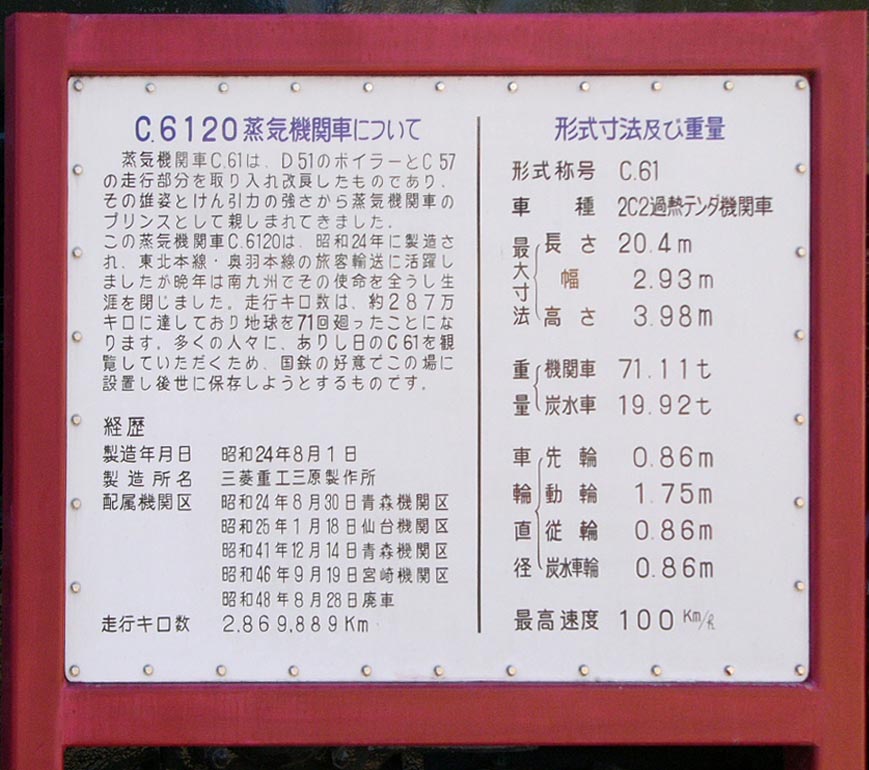 C.6120蒸気機関車について
蒸気機関車C.61は、D51のボイラーとC57
の走行部分を取り入れ改良したものであり、
その雄姿とけん引力の強さから蒸気機関車の
プリンスとして親しまれてきました。
この蒸気機関車C.6120は、昭和24年に製造さ
れ、東北本線・奥羽本線の旅客輸送に活躍し
ましたが晩年は南九州でその使命を全うし生
涯を閉じました。走行キロ数は、約287万
キロに達しており地球を71回廻ったことにな
ります。多くの人々に、ありし日のC61を観
覧していただくため、国鉄の好意でこの場に
設置し後世に保存しようとするものです。
経歴
製造年月日 昭和24年8月1日
製造所名 三菱重工三原製作所
配属機関区 昭和24年8月30日青森機関区
昭和25年1月18日仙台機関区
昭和41年12月14日青森機関区
昭和46年9月19日宮崎機関区
昭和48年8月28日廃車
走行キロ数 2,869,889Km
形式寸法及び重量
形式称号 C.61
車種 2C2過熱テンダ機関車
最大寸法 長さ 20.4m
幅 2.93m
高さ 3.98m
重量 機関車 71.11t
炭水車 19.92t
車輪直径 先輪 0.86m
動輪 1.75m
従輪 0.86m
炭水車輪 0.86m
最高速度 100Km/h